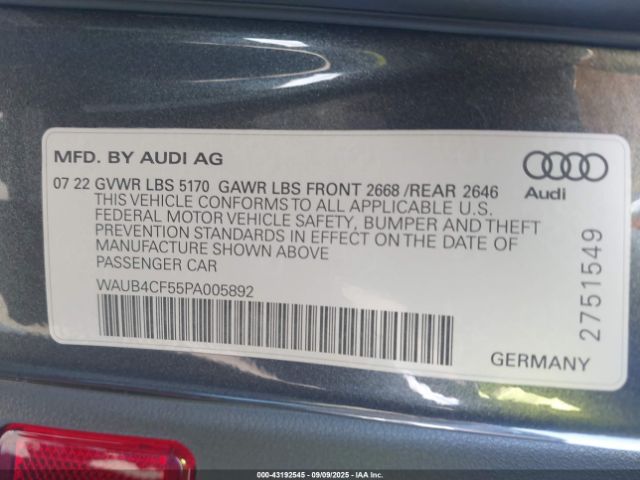 MFD. BY AUDI AG
07 22 GVWR LBS 5170 GAWR LBS FRONT 2668 /REAR 2646
THIS VEHICLE CONFORMS TO ALL APPLICABLE U.S.
FEDERAL MOTOR VEHICLE SAFETY, BUMPER AND THEFT
PREVENTION STANDARDS IN EFFECT ON THE DATE OF
MANUFACTURE SHOWN ABOVE
PASSENGER CAR
WAUB4CF55PA005892
Audi
2751549
GERMANY
000-43192545 - 09/09/2025 - IAA Inc.